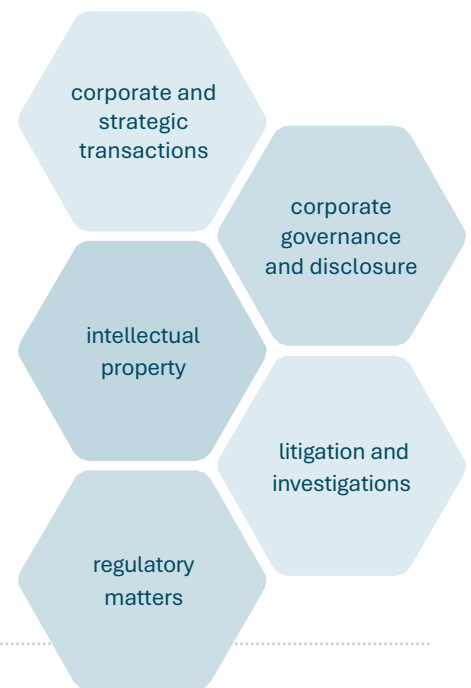 corporate and
strategic
transactions
corporate
governance
and disclosure
intellectual
property
litigation and
investigations
regulatory
matters